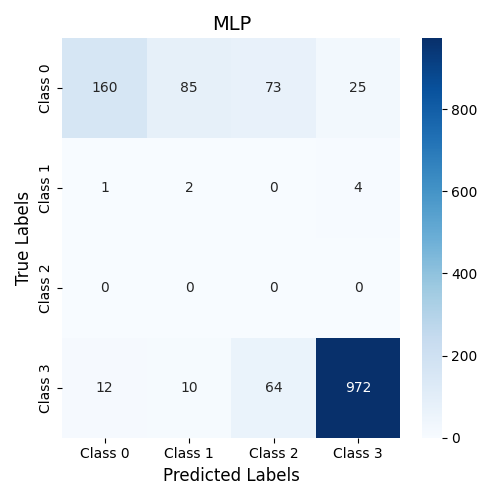 MLP
Class 0 160 85 73 25
Class 1 1 2 0 4
Class 2 0 0 0 0
Class 3 12 10 64 972
Class 0 Class 1 Class 2 Class 3
Predicted Labels
True Labels
800
600
400
200
0